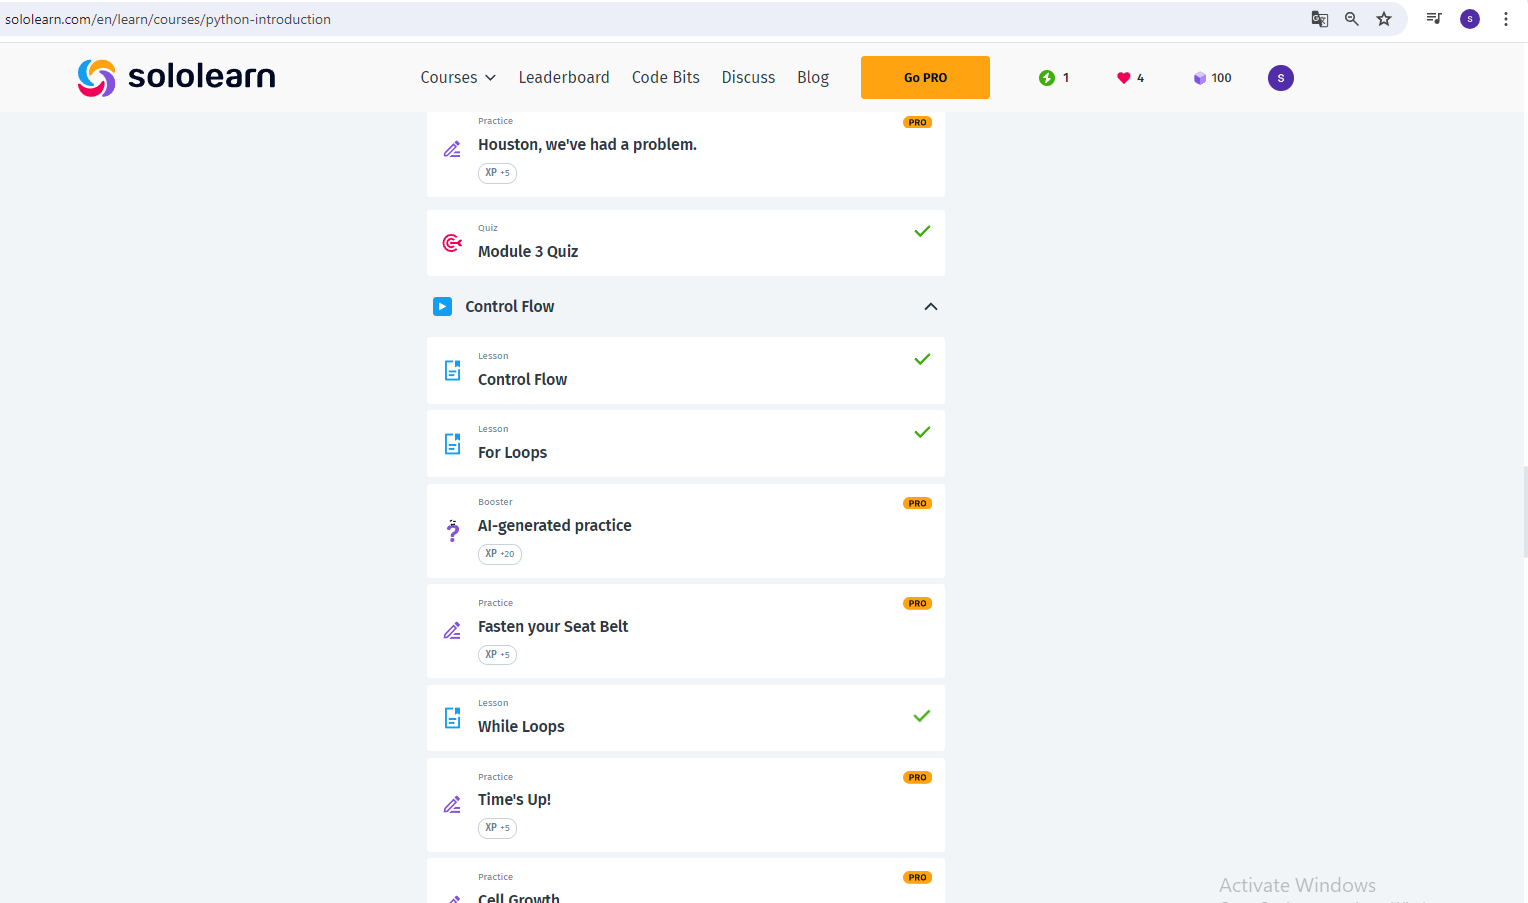 sololearn.com/en/learn/courses/python-introduction
S
sololearn
Courses Leaderboard Code Bits Discuss Blog Go PRO 1 4 100 S
Practice PRO
Houston, we've had a problem.
XP +5
Quiz
Module 3 Quiz
Control Flow
Lesson
Control Flow
Lesson
For Loops
Booster PRO
AI-generated practice
XP +20
Practice PRO
Fasten your Seat Belt
XP +5
Lesson
While Loops
Practice PRO
Time's Up!
XP +5
Practice PRO
Cell Growth
Activate Windows